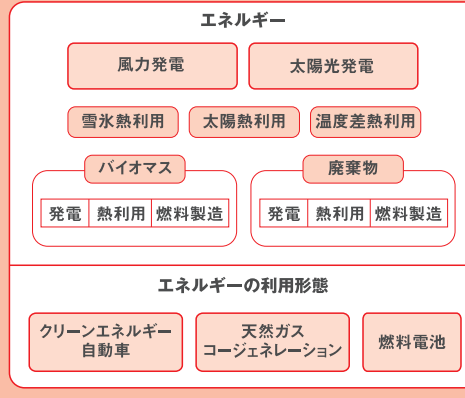 エネルギー
風力発電 太陽光発電
雪氷熱利用 太陽熱利用 温度差熱利用
バイオマス 廃棄物
発電 熱利用 燃料製造 発電 熱利用 燃料製造
エネルギーの利用形態
クリーンエネルギー
自動車
天然ガス
コージェネレーション
燃料電池